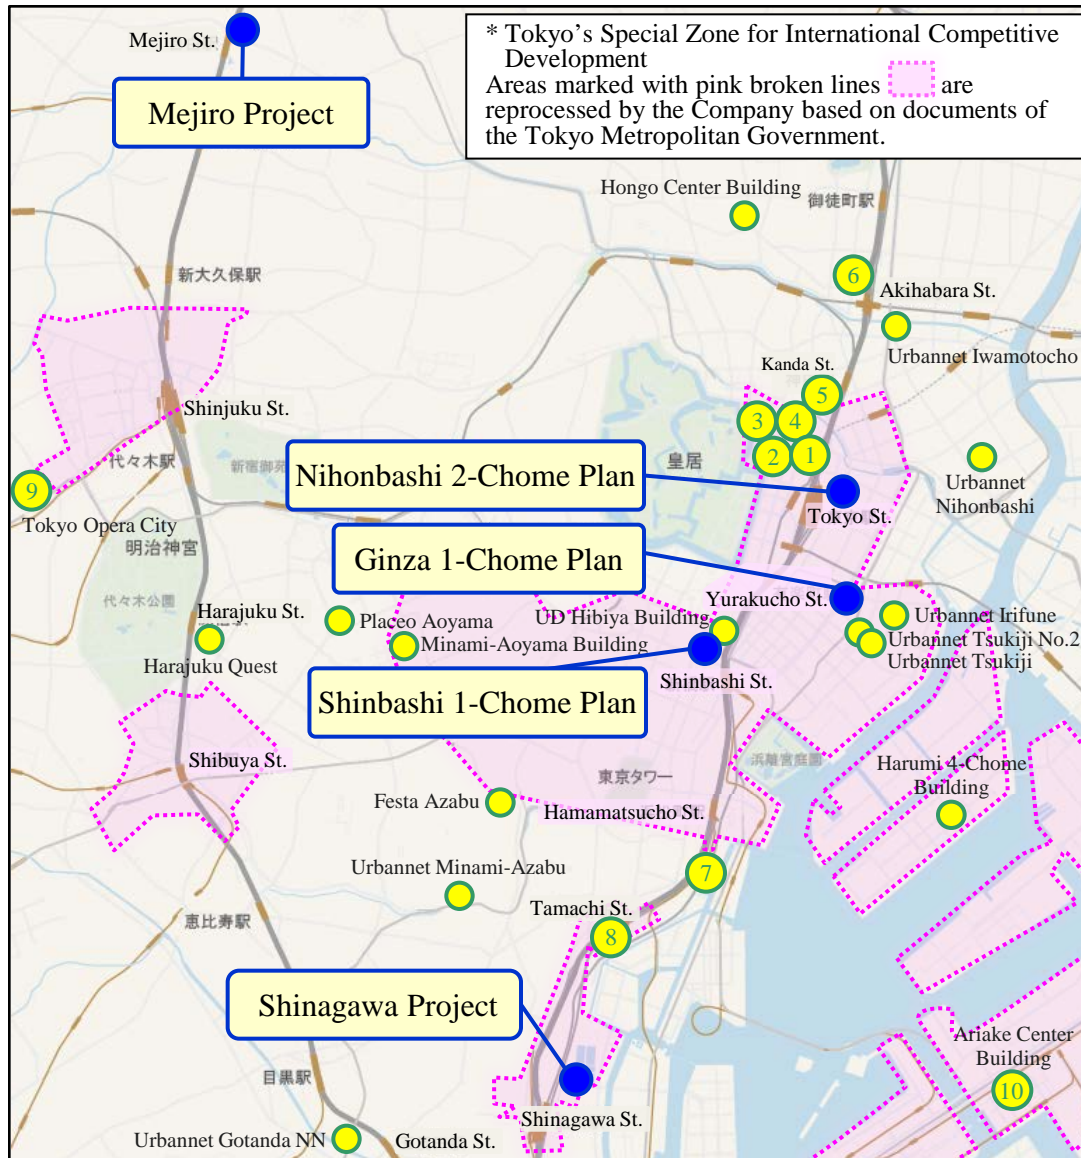 Mejiro St.
* Tokyo's Special Zone for International Competitive
Development
Areas marked with pink broken lines are
reprocessed by the Company based on documents of
the Tokyo Metropolitan Government.
Mejiro Project
Hongo Center Building
御徒町駅
新大久保駅
6
Akihabara St.
Urbannet Iwamotocho
Kanda St.
5
Shinjuku St.
3
4
代々木駅
新宿御苑
皇居
2
1
Nihonbashi 2-Chome Plan
Urbannet
Nihonbashi
9
Tokyo Opera City
Tokyo St.
明治神宮
Ginza 1-Chome Plan
代々木公園
Harajuku St.
Yurakucho St.
Placeo Aoyama
UD Hibiya Building
Urbannet Irifune
Harajuku Quest
Minami-Aoyama Building
Urbannet Tsukiji No.2
Urbannet Tsukiji
Shinbashi St.
Shinbashi 1-Chome Plan
Shibuya St.
東京タワー
浜離宮庭園
Harumi 4-Chome
Building
Festa Azabu
Hamamatsucho St.
Urbannet Minami-Azabu
7
恵比寿駅
Tamachi St.
8
Shinagawa Project
Ariake Center
Building
目黒駅
10
Shinagawa St.
Urbannet Gotanda NN
Gotanda St.